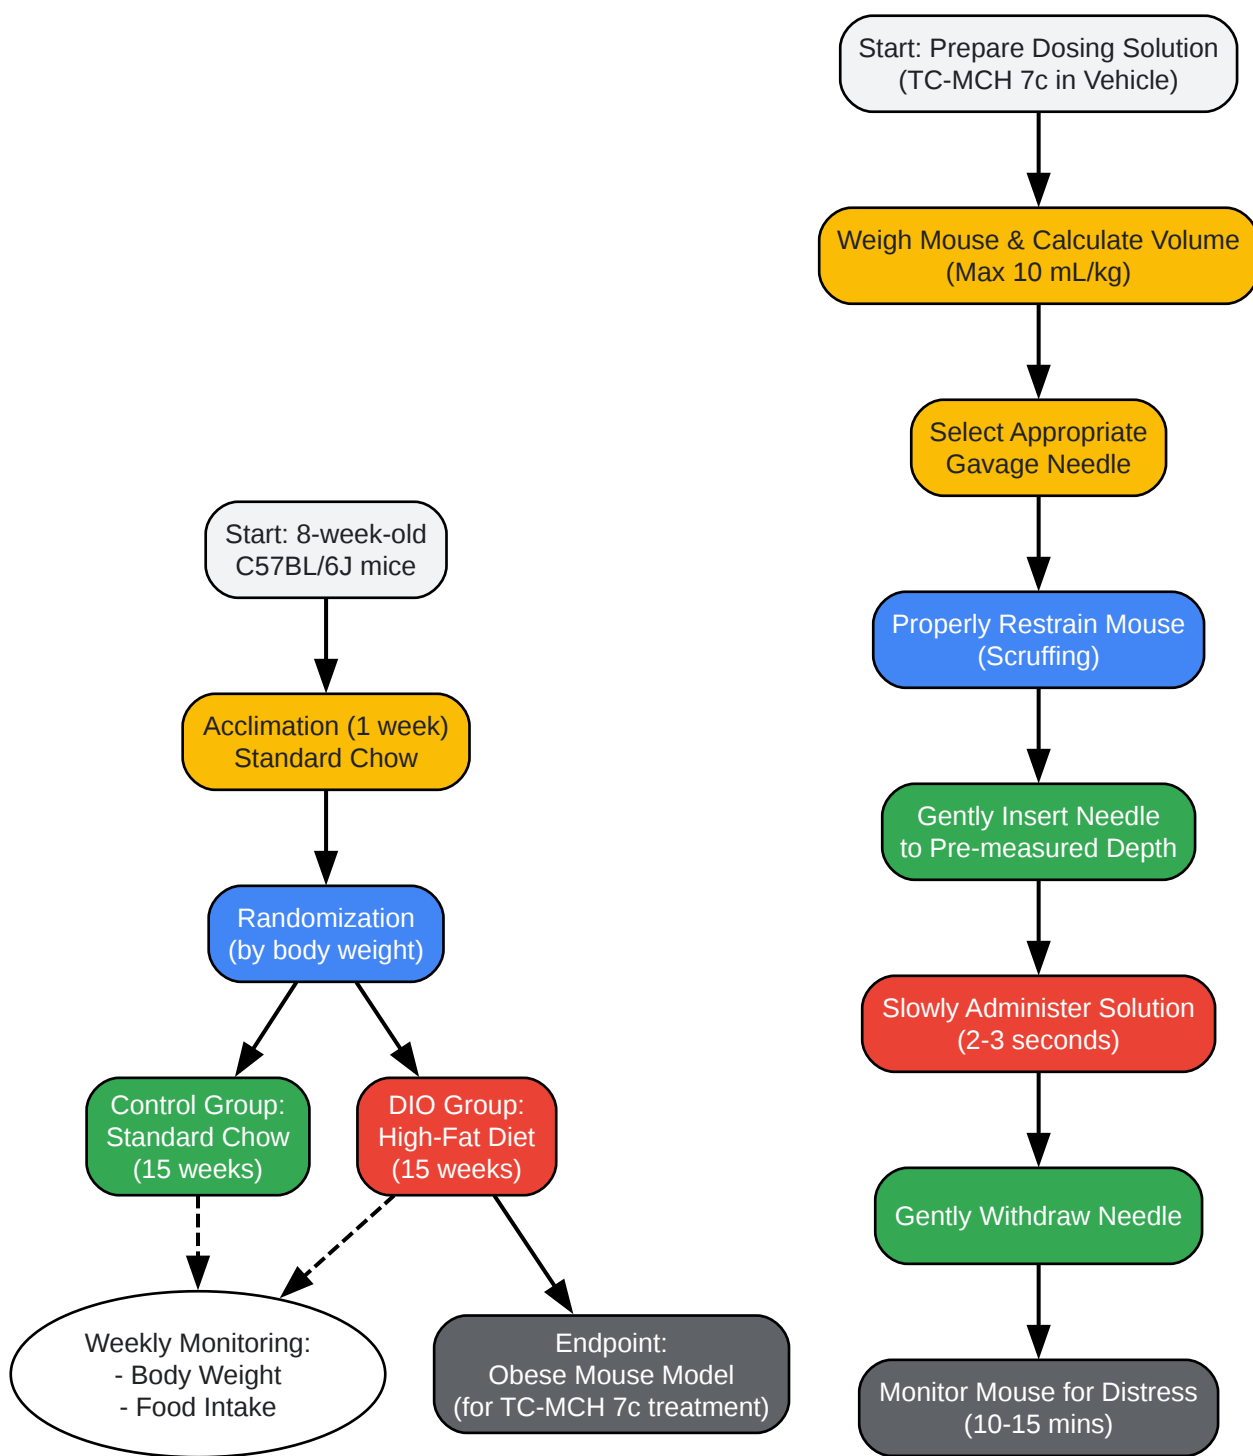 Start: 8-week-old
C57BL/6J mice
Acclimation (1 week)
Standard Chow
Randomization
(by body weight)
Control Group:
Standard Chow
(15 weeks)
DIO Group:
High-Fat Diet
(15 weeks)
Weekly Monitoring:
- Body Weight
- Food Intake
Endpoint:
Obese Mouse Model
(for TC-MCH 7c treatment)
Start: Prepare Dosing Solution
(TC-MCH 7c in Vehicle)
Weigh Mouse & Calculate Volume
(Max 10 mL/kg)
Select Appropriate
Gavage Needle
Properly Restrain Mouse
(Scruffing)
Gently Insert Needle
to Pre-measured Depth
Slowly Administer Solution
(2-3 seconds)
Gently Withdraw Needle
Monitor Mouse for Distress
(10-15 mins)